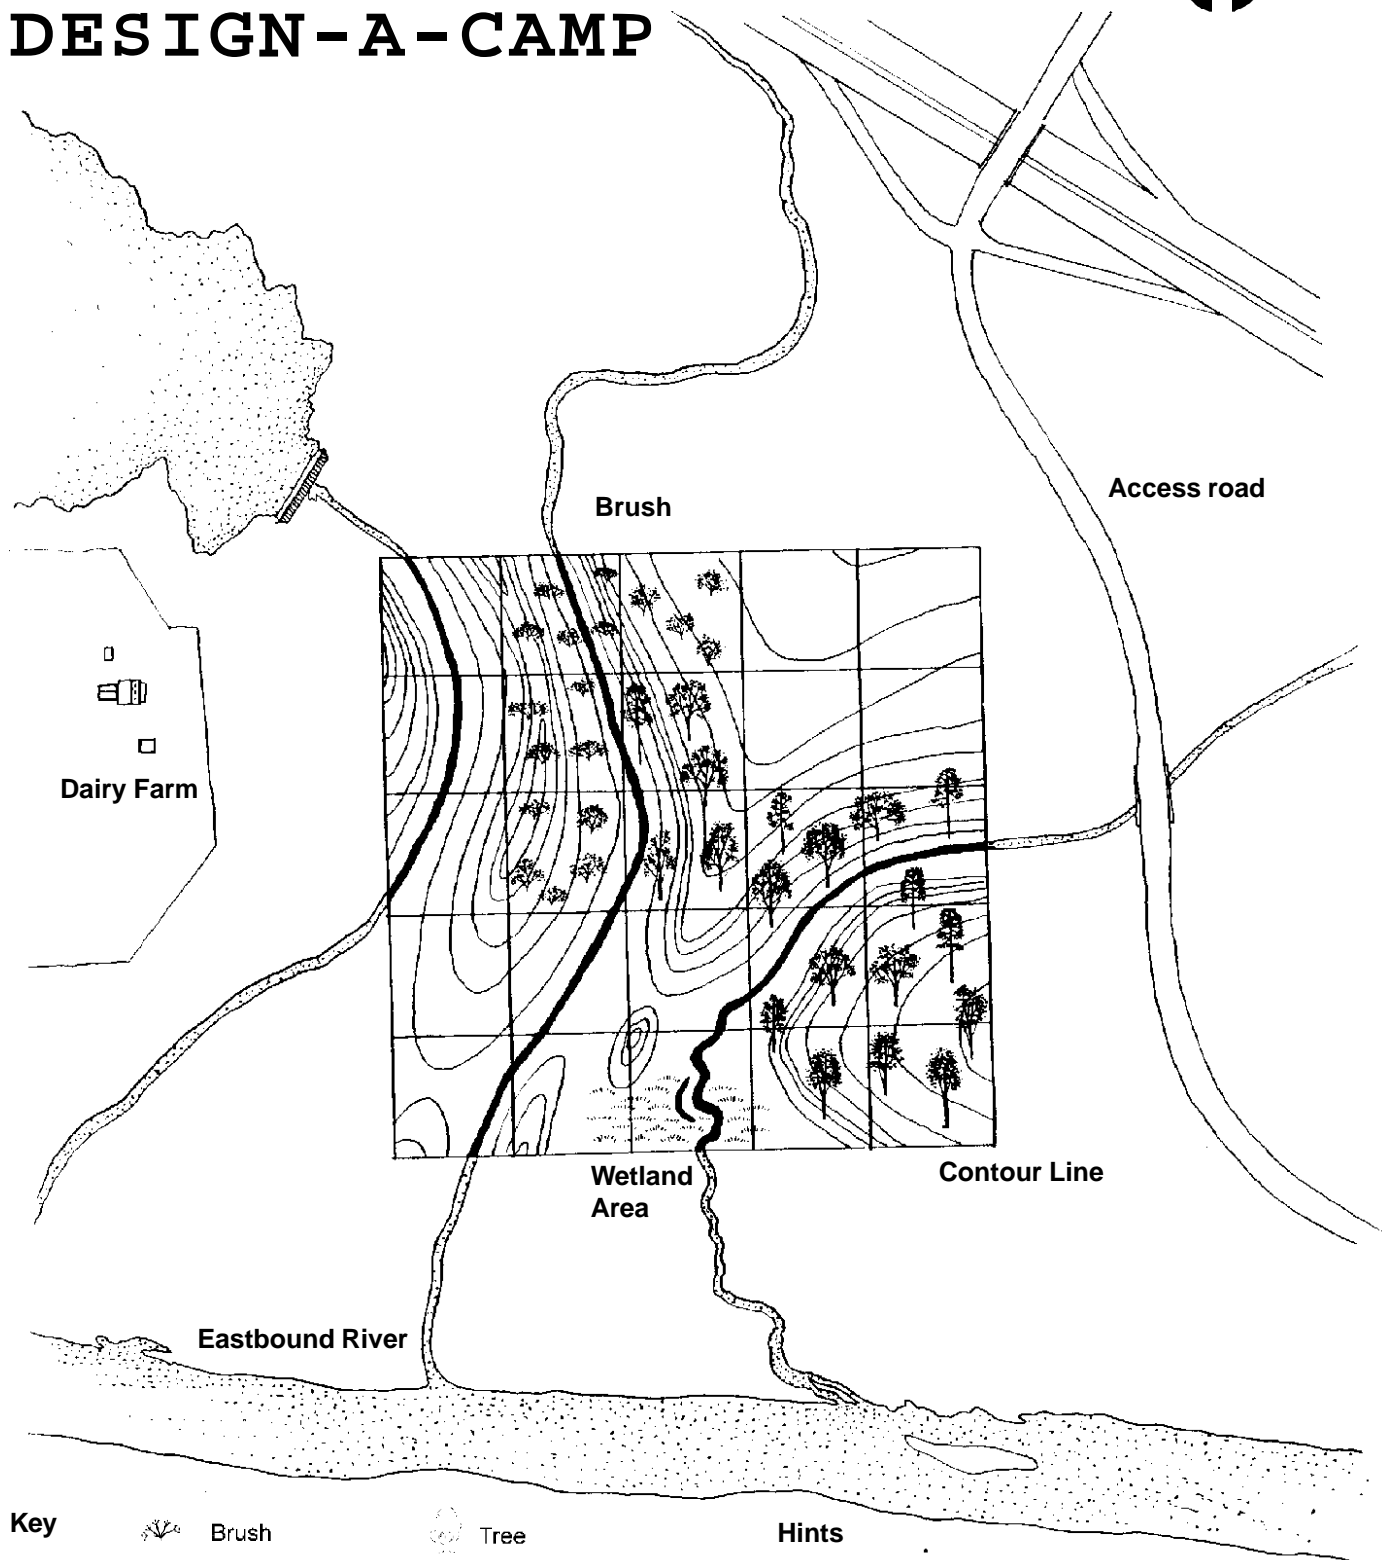 DESIGN-A-CAMP
Brush
Access road
Dairy Farm
Wetland
Area
Contour Line
Eastbound River
Key
Brush
Tree
Hints